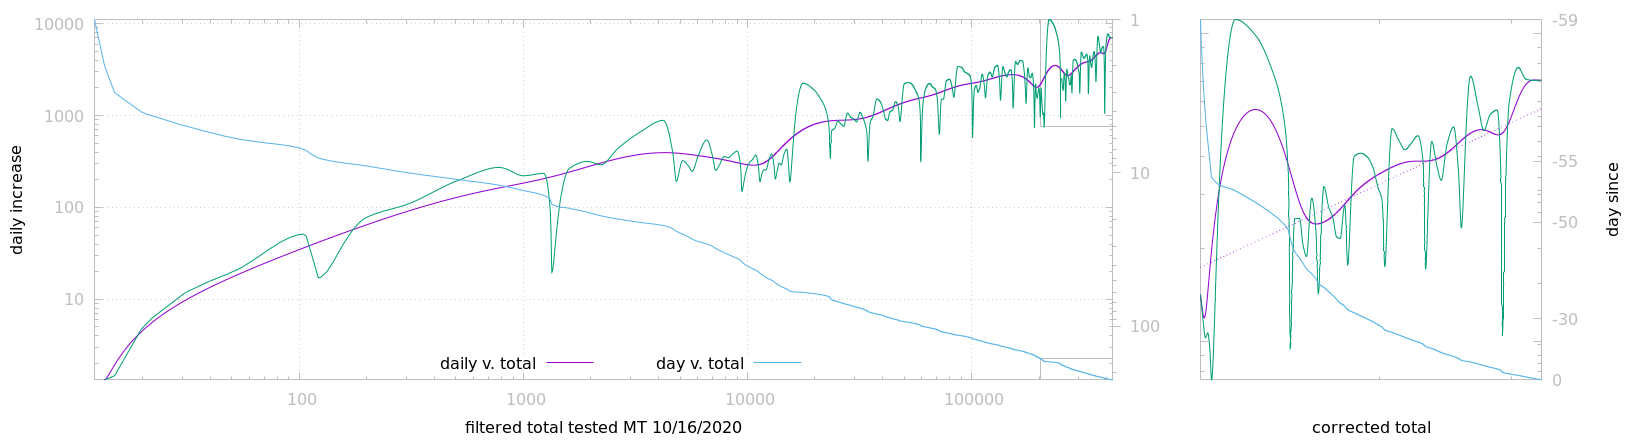 10000
1000
100
10
daily increase
100
1000
10000
100000
filtered total tested MT 10/16/2020
daily v. total
day v. total
1
10
100
-59
-55
-50
-30
0
day since
corrected total